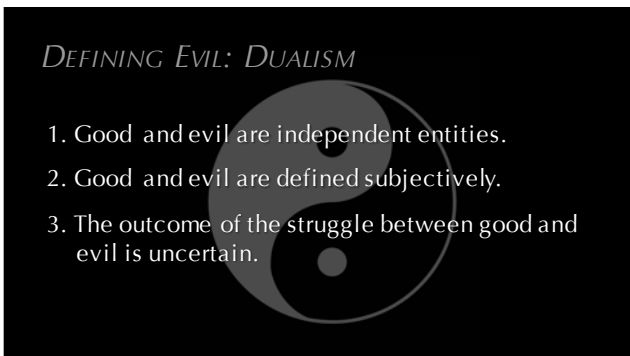 DEFINING EVIL: DUALISM
1. Good and evil are independent entities.
2. Good and evil are defined subjectively.
3. The outcome of the struggle between good and
evil is uncertain.